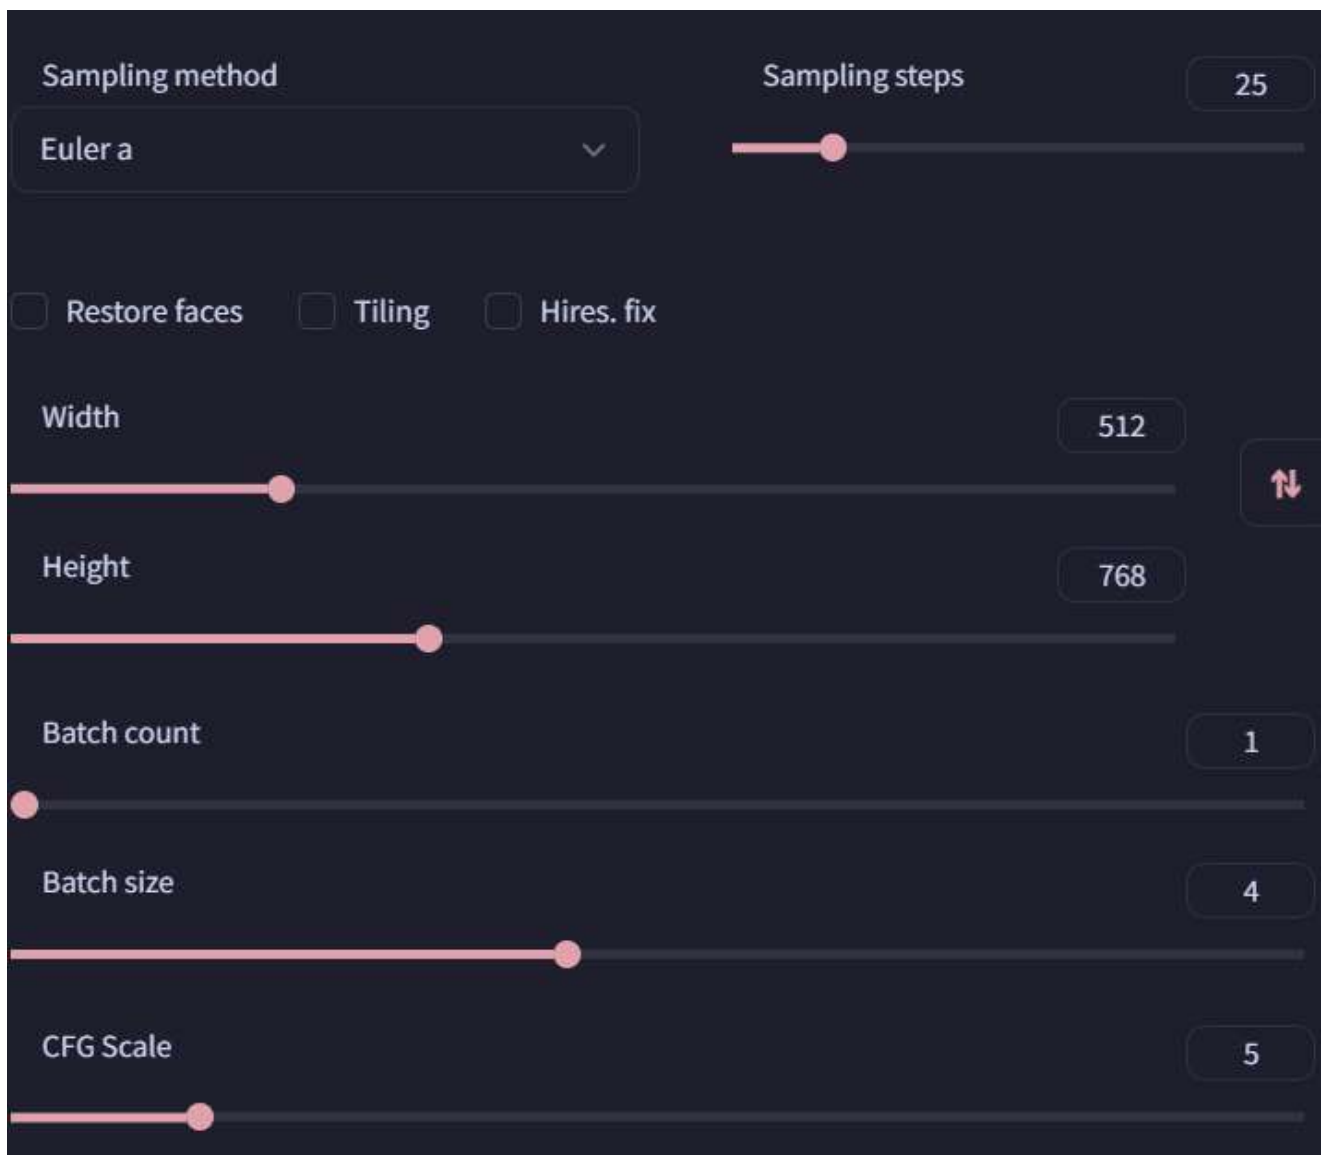 Sampling method
Sampling steps
25
Euler a
Restore faces
Tiling
Hires. fix
Width
512
Height
768
Batch count
1
Batch size
4
CFG Scale
5